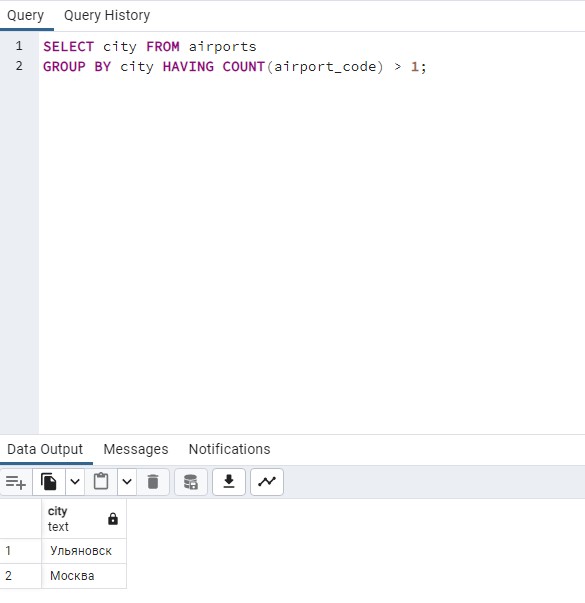 Query Query History
1 SELECT city FROM airports
2 GROUP BY city HAVING COUNT(airport_code) > 1;
Data Output Messages Notifications
city
text
1 Ульяновск
2 Москва